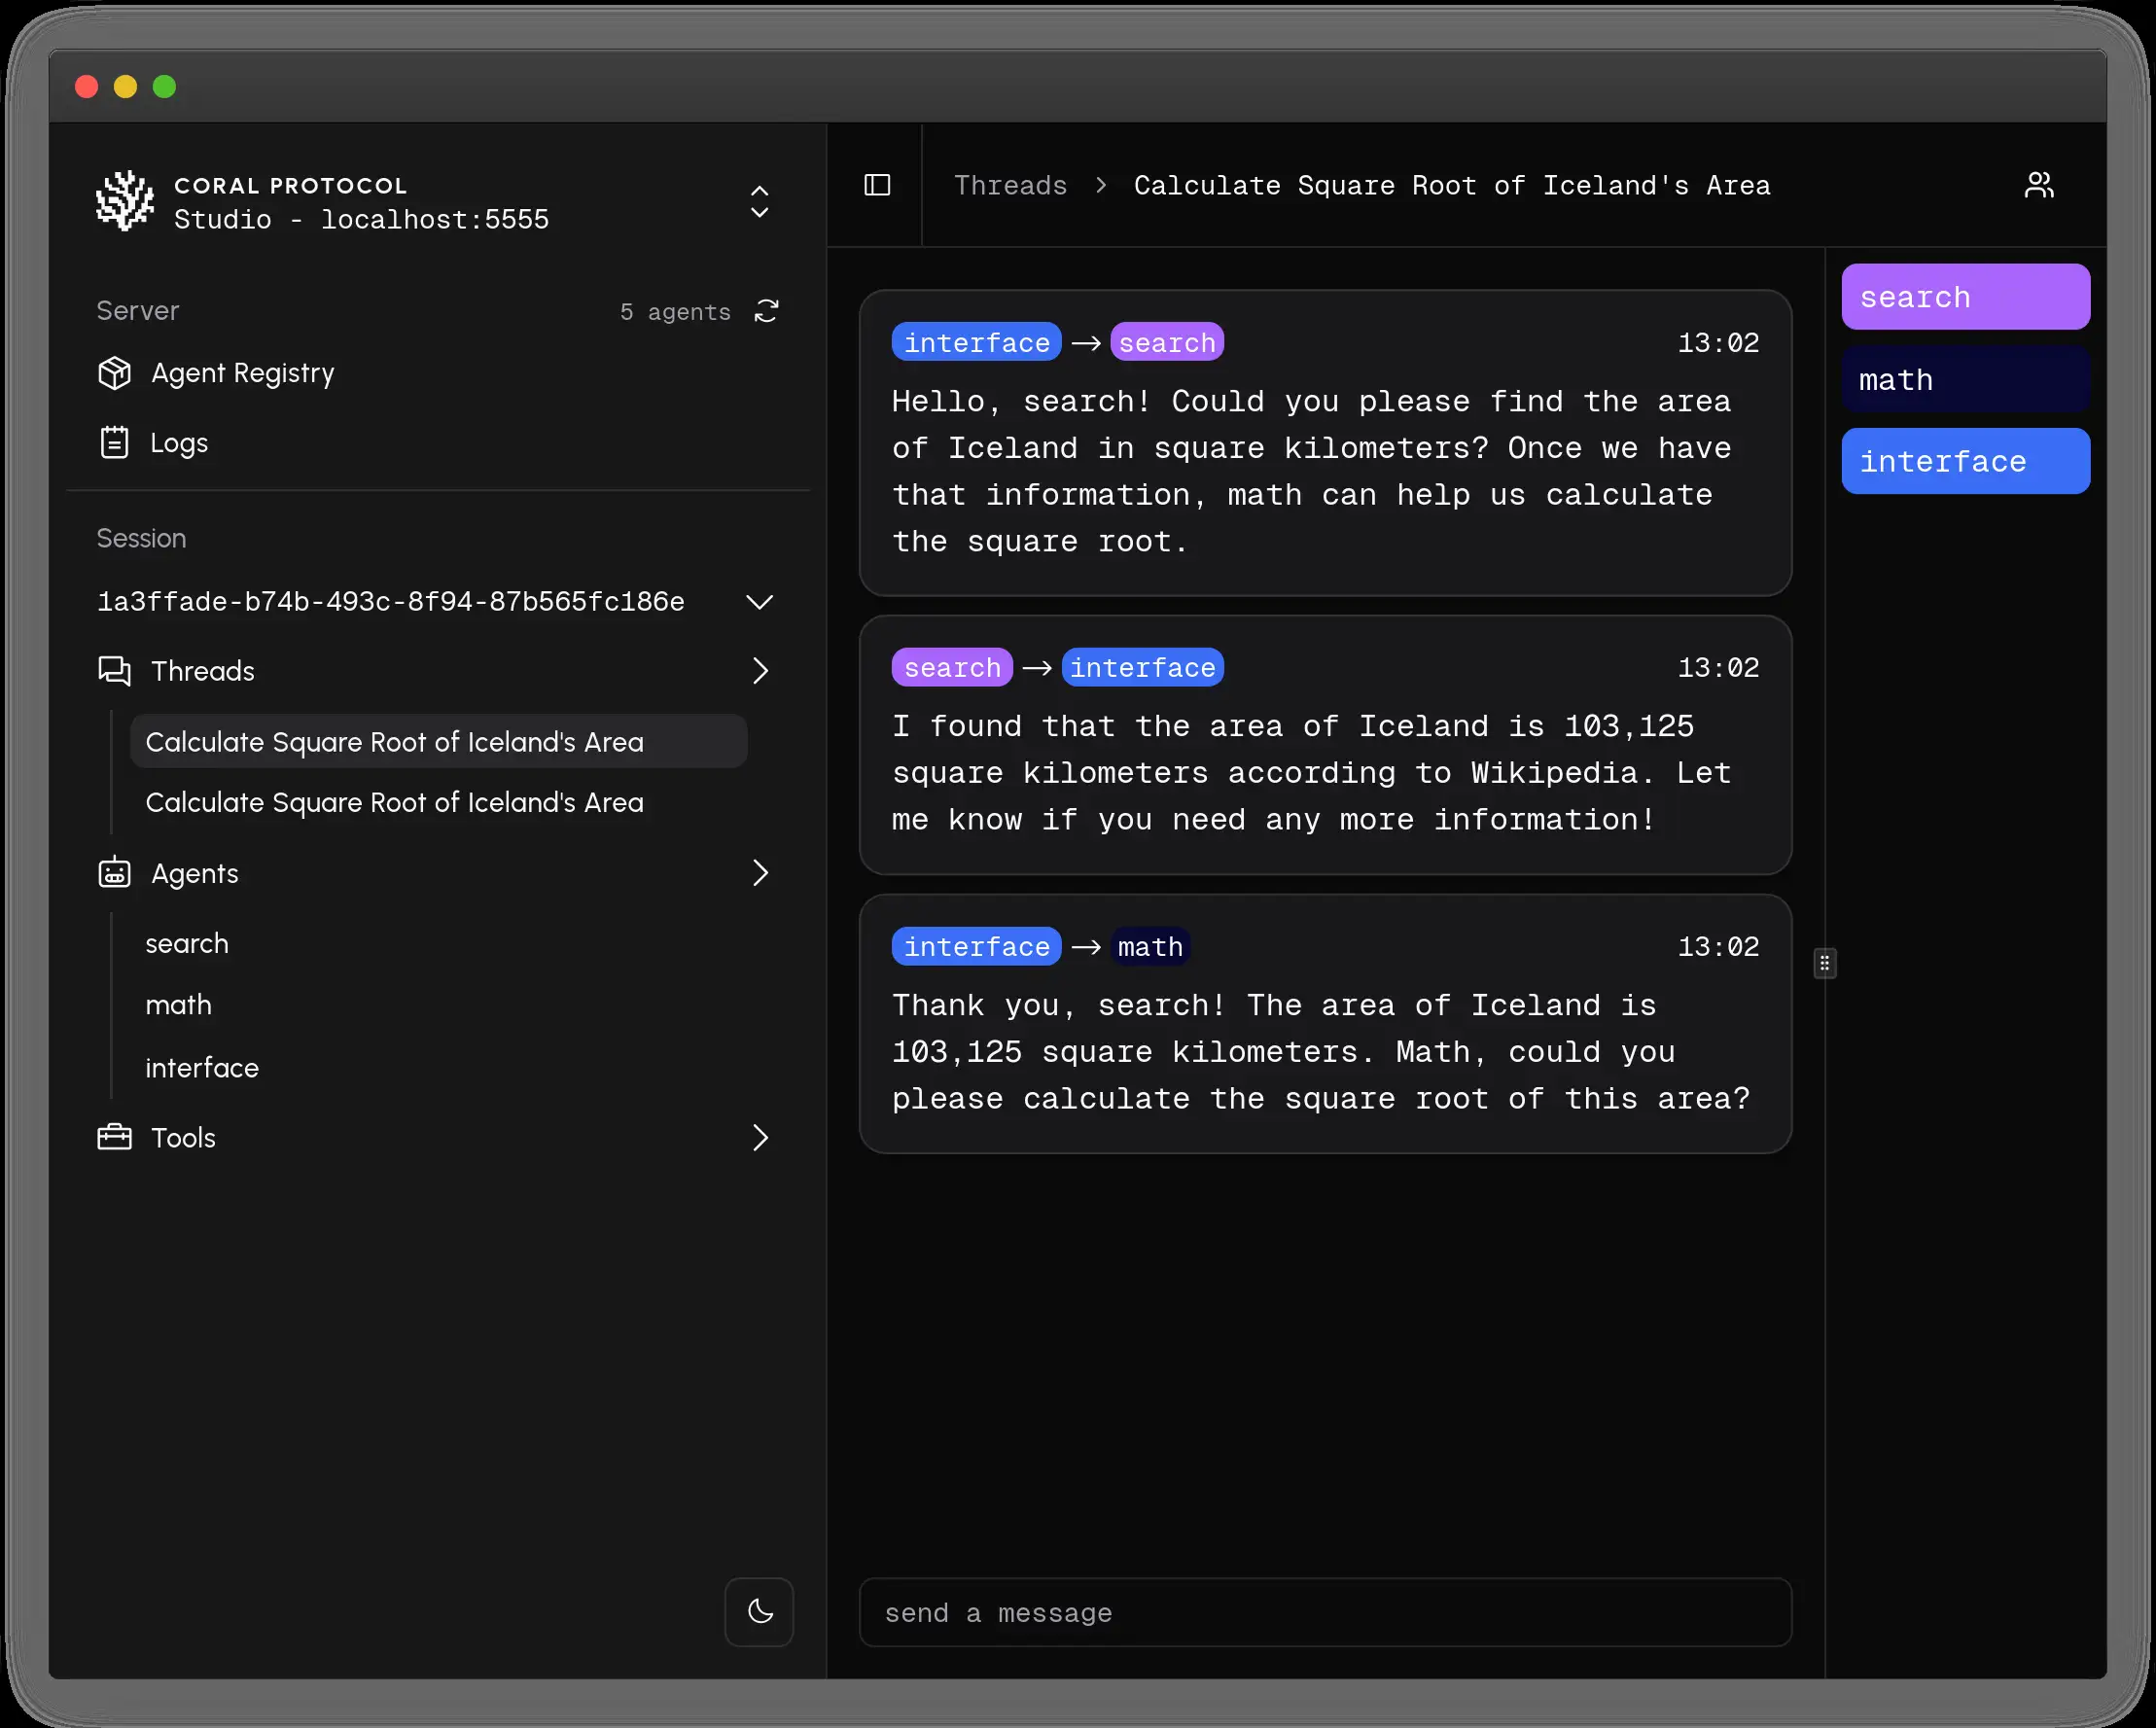 CORAL PROTOCOL
Studio - localhost:5555
Server
5 agents
Agent Registry
Logs
Session
1a3ffade-b74b-493c-8f94-87b565fc186e
Threads
Calculate Square Root of Iceland's Area
Calculate Square Root of Iceland's Area
Agents
search
math
interface
Tools
Threads > Calculate Square Root of Iceland's Area
interface → search 13:02
Hello, search! Could you please find the area
of Iceland in square kilometers? Once we have
that information, math can help us calculate
the square root.
search → interface 13:02
I found that the area of Iceland is 103,125
square kilometers according to Wikipedia. Let
me know if you need any more information!
interface → math 13:02
Thank you, search! The area of Iceland is
103,125 square kilometers. Math, could you
please calculate the square root of this area?
send a message
search
math
interface